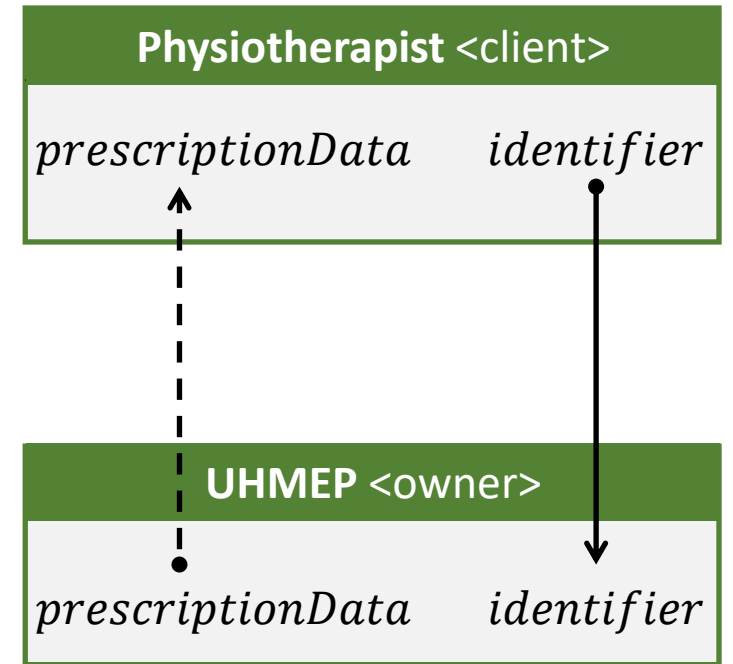 Physiotherapist <client>
prescriptionData identifier
UHMEP <owner>
prescriptionData identifier